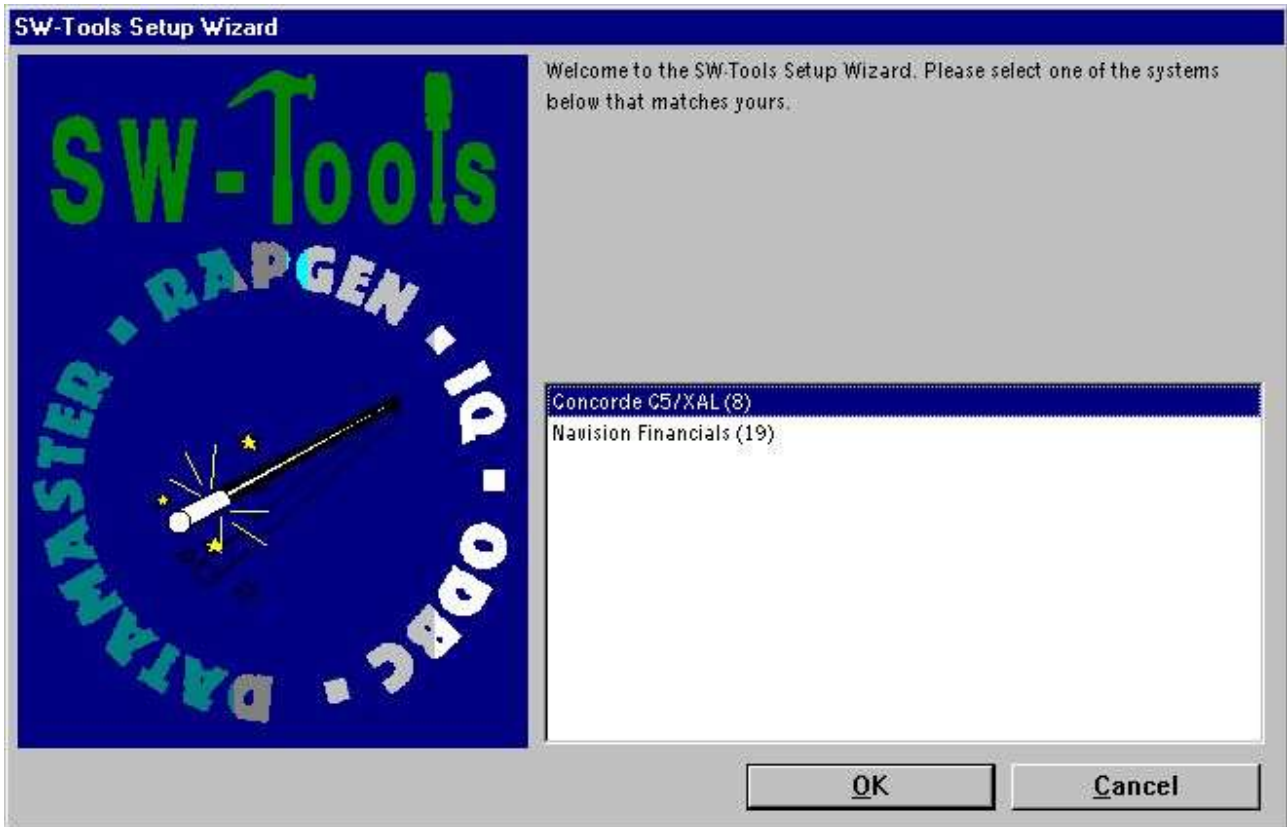 SW-Tools Setup Wizard
Welcome to the SW-Tools Setup Wizard. Please select one of the systems
below that matches yours.
SW-Tools
DATAMASTER · RAPGEN · IQ · ODBC ·
Concorde C5/XAL (8)
Navision Financials (19)
OK
Cancel